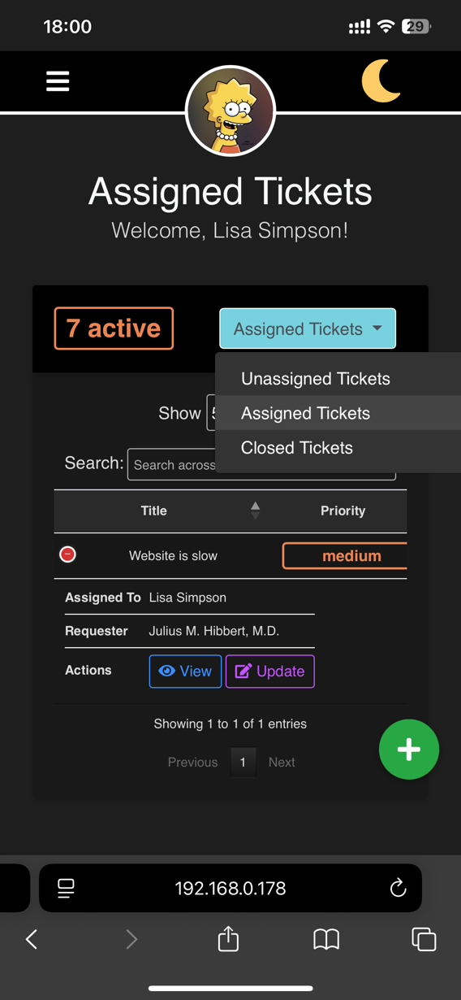 18:00
29
Assigned Tickets
Welcome, Lisa Simpson!
7 active
Assigned Tickets
Unassigned Tickets
Assigned Tickets
Closed Tickets
Show
Search: Search across
Title Priority
Website is slow medium
Assigned To Lisa Simpson
Requester Julius M. Hibbert, M.D.
Actions View Update
Showing 1 to 1 of 1 entries
Previous 1 Next
192.168.0.178